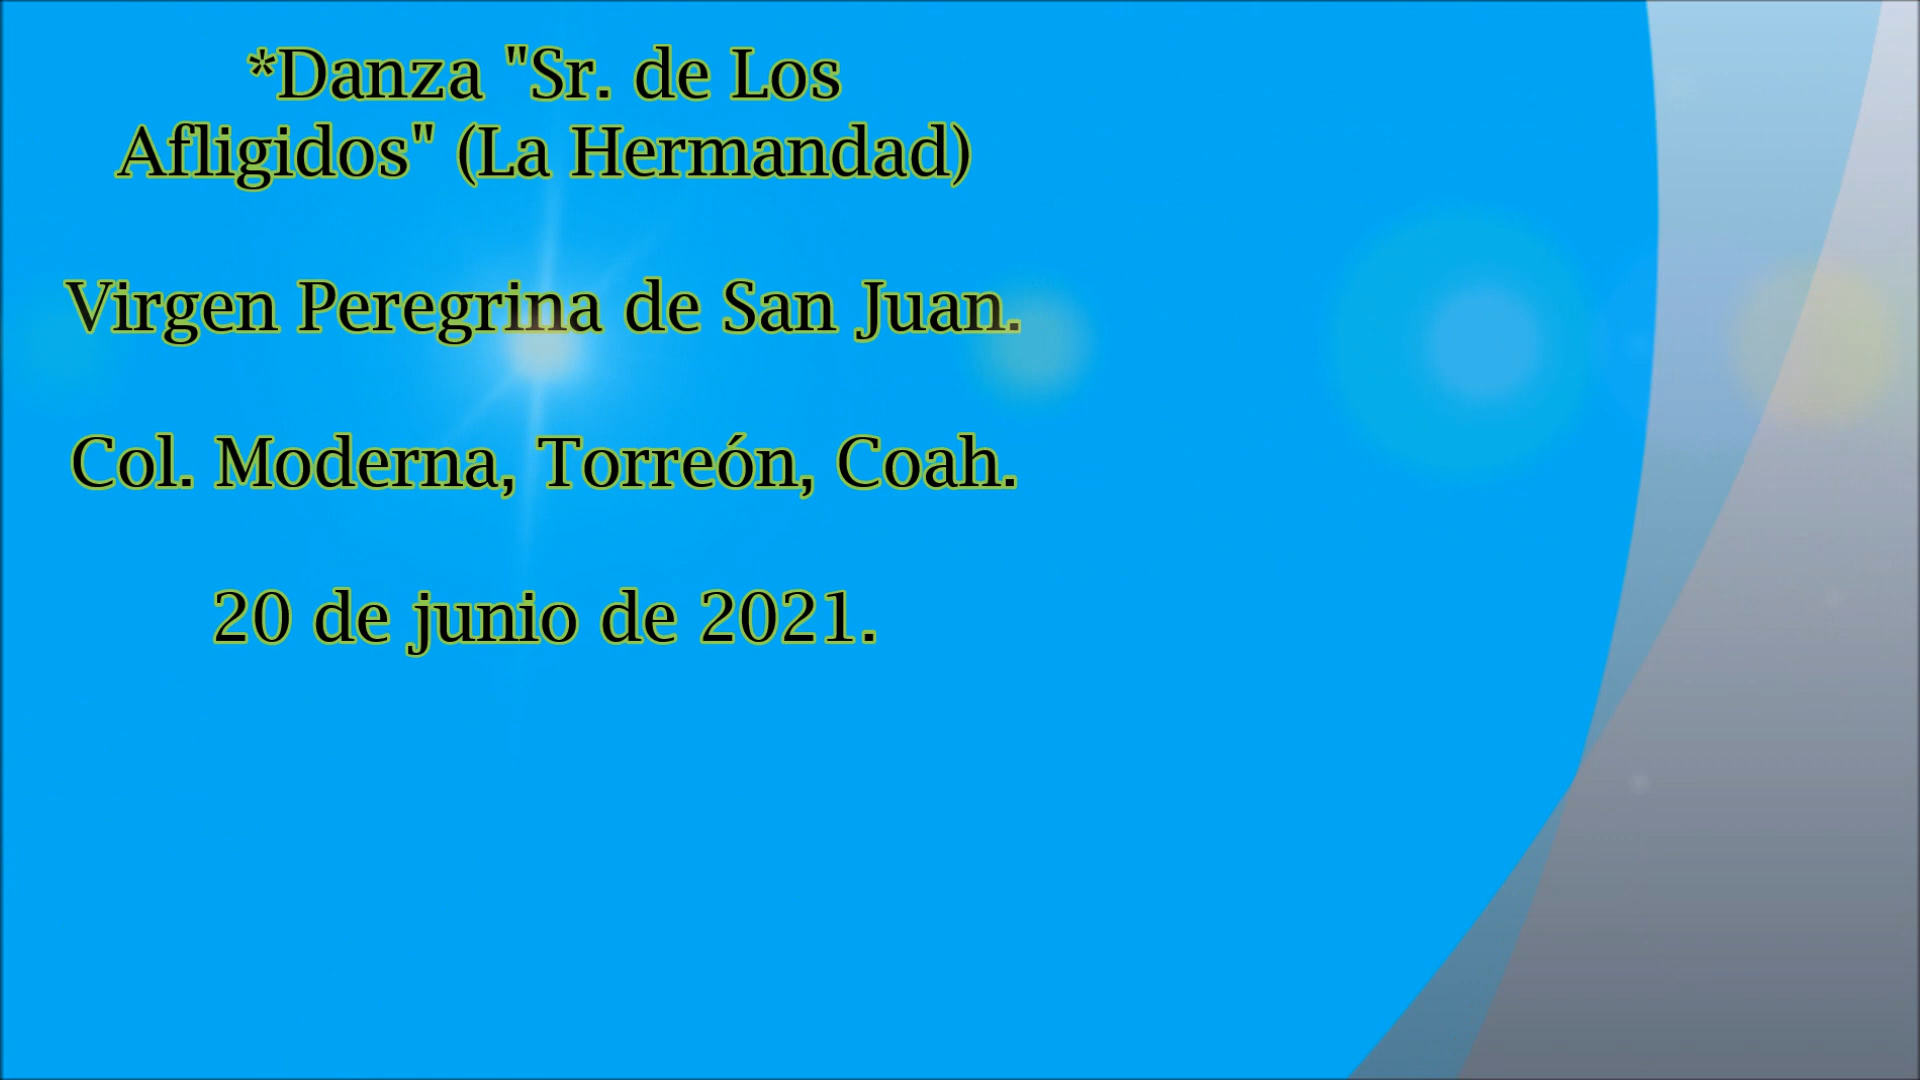 *Danza "Sr. de Los
Afligidos" (La Hermandad)
Virgen Peregrina de San Juan.
Col. Moderna, Torreón, Coah.
20 de junio de 2021.